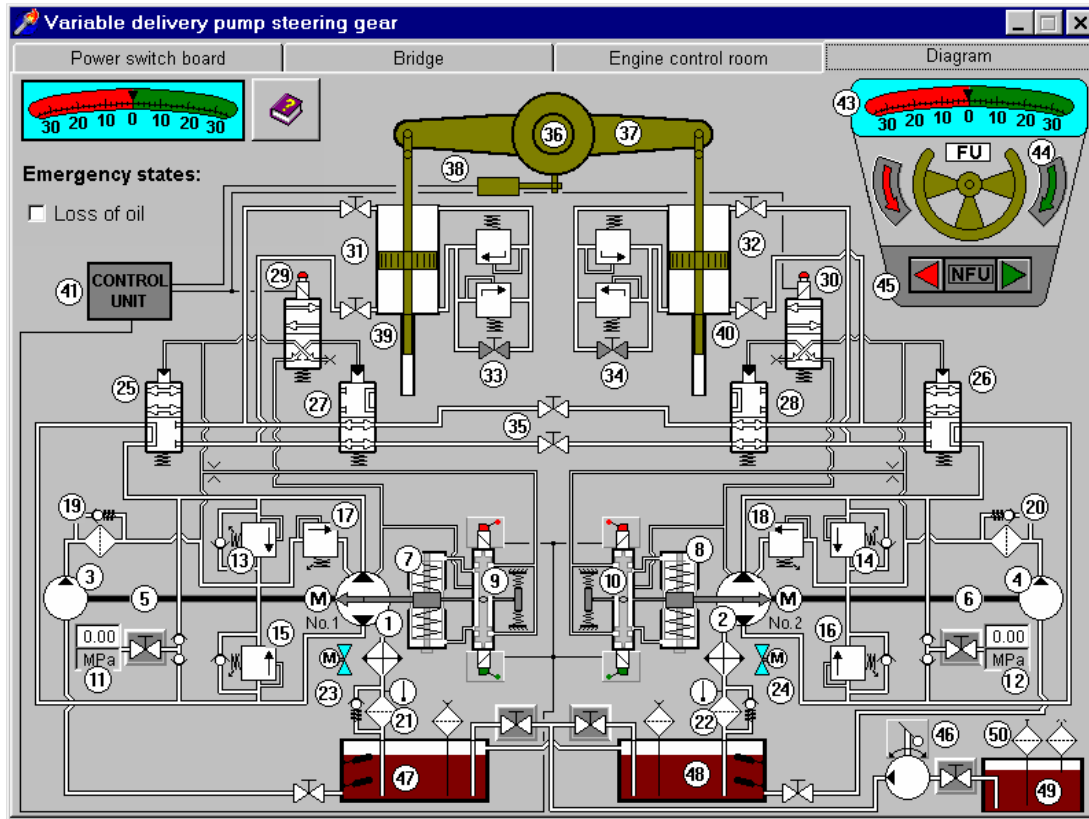 Variable delivery pump steering gear
Power switch board
Bridge
Engine control room
Diagram
30 20 10 0 10 20 30
?
43
30 20 10 0 10 20 30
36
37
FU
44
38
Emergency states:
Loss of oil
31
32
29
30
45
NFU
41
CONTROL
UNIT
39
40
33
34
25
27
28
26
35
19
17
18
20
13
14
7
8
3
9
10
4
5
M
M
6
No.1
1
2
No.2
15
16
0.00
MPa
11
M
M
0.00
MPa
12
23
24
21
22
46
50
47
48
49